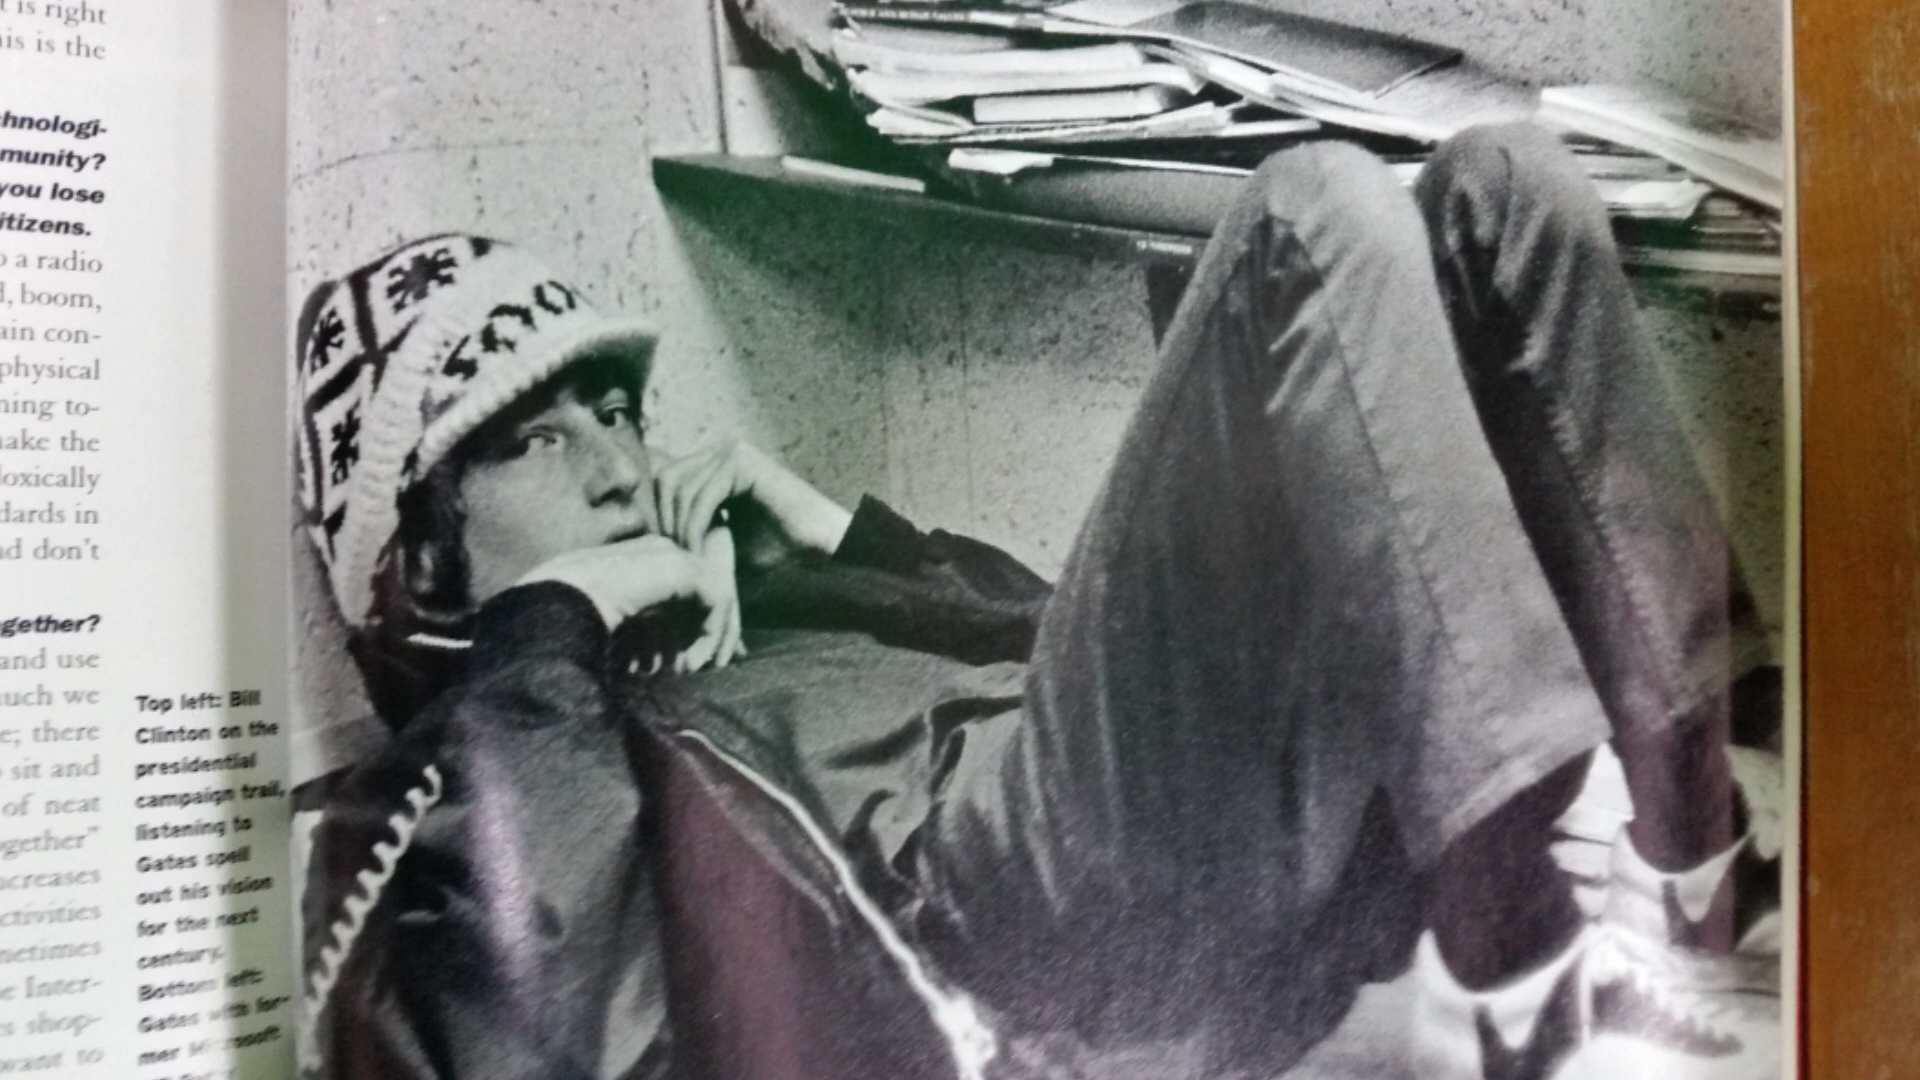 is right
his is the
chnologi-
munity?
you lose
itizens.
o a radio
d, boom,
ain con-
physical
ning to-
make the
doxically
dards in
nd don't
gether?
and use
much we
e; there
sit and
of neat
gether"
ncreases
ctivities
metimes
e Inter-
s shop-
want to
Top left: Bill
Clinton on the
presidential
campaign trail,
listening to
Gates spell
out his vision
for the next
century.
Bottom left:
Gates with for-
mer Microsoft